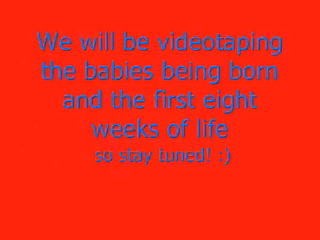 We will be videotaping
the babies being born
and the first eight
weeks of life
so stay tuned! :)